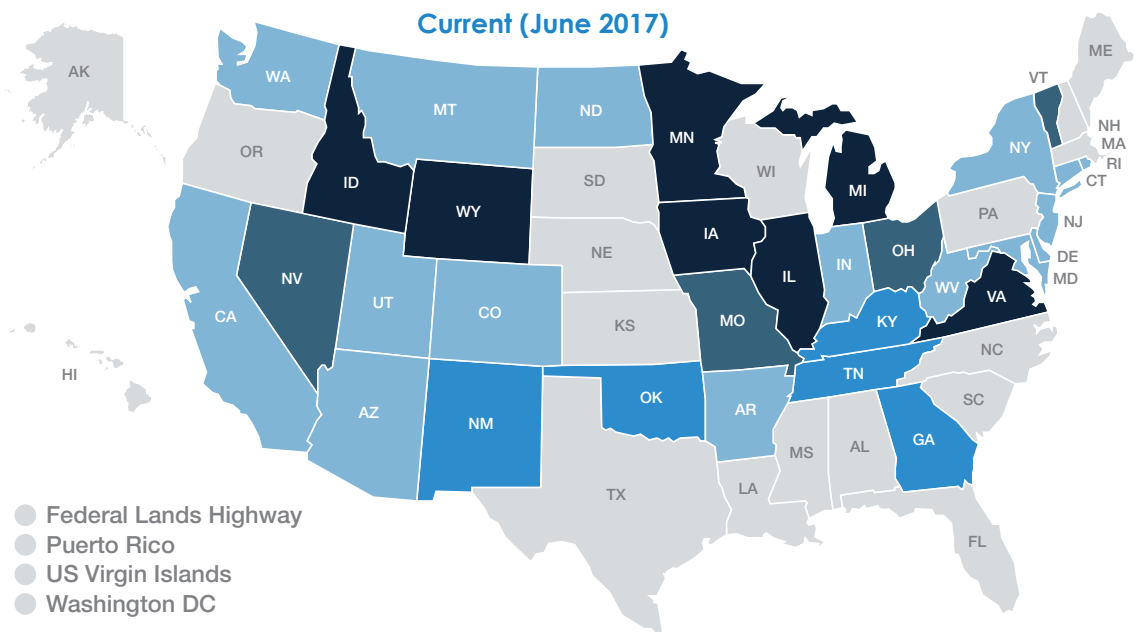 Current (June 2017)
AK
WA
MT
ND
MN
ME
VT
NH
MA
RI
CT
NY
OR
ID
SD
WI
MI
WY
PA
NJ
IA
NE
OH
DE
MD
NV
UT
CO
IL
IN
WV
VA
CA
KS
MO
KY
NC
HI
TN
AZ
NM
OK
AR
SC
GA
MS
AL
LA
TX
FL
Federal Lands Highway
Puerto Rico
US Virgin Islands
Washington DC